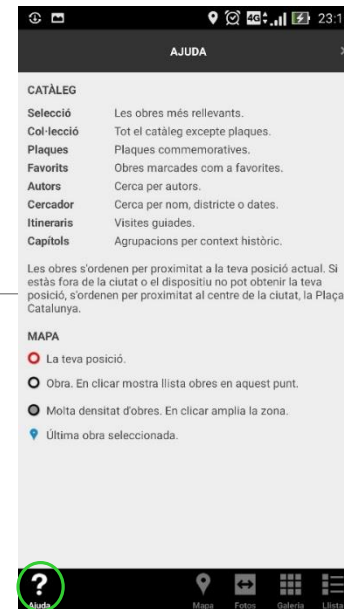 4G 23:1
AJUDA
CATÀLEG
Selecció Les obres més rellevants.
Col·lecció Tot el catàleg excepte plaques.
Plaques Plaques commemoratives.
Favorits Obres marcades com a favorites.
Autors Cerca per autors.
Cercador Cerca per nom, districte o dates.
Itineraris Visites guiades.
Capítols Agrupacions per context històric.
Les obres s'ordenen per proximitat a la teva posició actual. Si
estàs fora de la ciutat o el dispositiu no pot obtenir la teva
posició, s'ordenen per proximitat al centre de la ciutat, la Plaça
Catalunya.
MAPA
La teva posició.
Obra. En clicar mostra llista obres en aquest punt.
Molta densitat d'obres. En clicar amplia la zona.
Última obra seleccionada.
?
Ajuda Mapa Fotos Galeria Llista